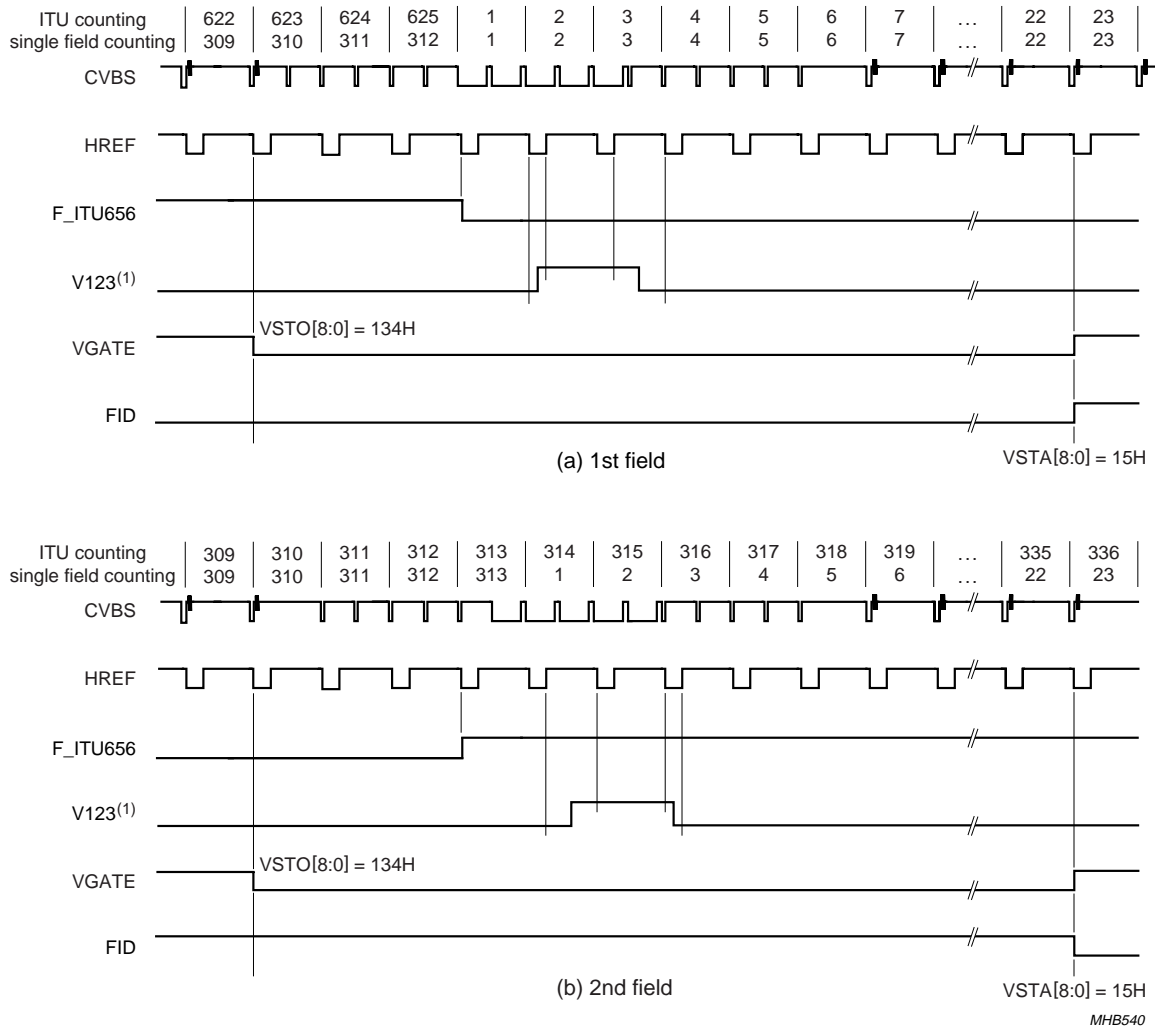 ITU counting 622 623 624 625 1 2 3 4 5 6 7 ... 22 23
single field counting 309 310 311 312 1 2 3 4 5 6 7 ... 22 23
CVBS
HREF
F_ITU656
V123(1)
VSTO[8:0] = 134H
VGATE
FID
(a) 1st field
VSTA[8:0] = 15H
ITU counting 309 310 311 312 313 314 315 316 317 318 319 ... 335 336
single field counting 309 310 311 312 313 1 2 3 4 5 6 ... 22 23
CVBS
HREF
F_ITU656
V123(1)
VSTO[8:0] = 134H
VGATE
FID
(b) 2nd field
VSTA[8:0] = 15H
MHB540